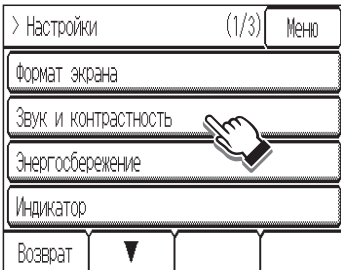 > Настройки (1/3) Меню
Формат экрана
Звук и контрастность
Энергосбережение
Индикатор
Возврат ▼